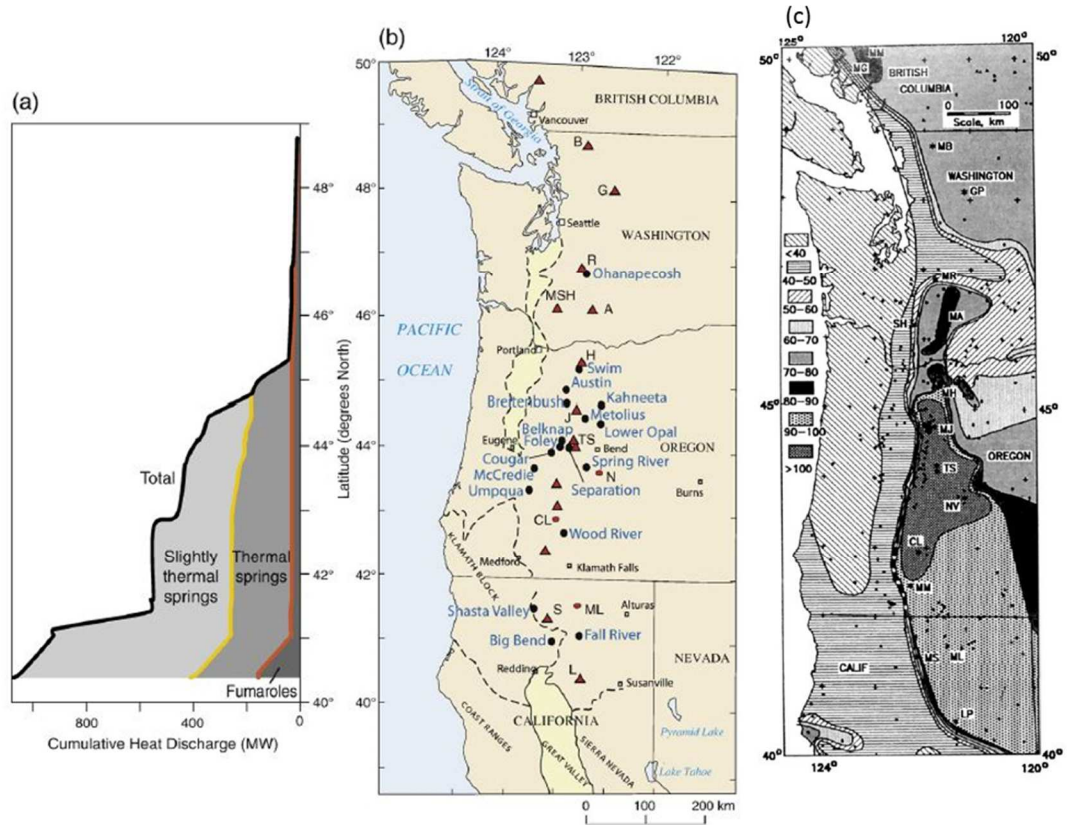 (a)
48°
46°
44°
42°
40°
Latitude (degrees North)
Total
Slightly
thermal
springs
Thermal
springs
Fumaroles
800
400
0
Cumulative Heat Discharge (MW)
(b)
124°
123°
122°
50°
48°
46°
44°
42°
40°
Strait of Georgia
BRITISH COLUMBIA
Vancouver
B
G
Seattle
WASHINGTON
R
Ohanapecosh
MSH
A
PACIFIC
OCEAN
Portland
H
Swim
Austin
Breitenbush
Kahneeta
J
Metolius
Belknap
Lower Opal
Eugene
Foley
TS
Bend
OREGON
Cougar
Spring River
McCredie
N
Umpqua
Separation
Burns
CL
Wood River
KLAMATH BLOCK
Medford
Klamath Falls
Shasta Valley
S
ML
Alturas
Big Bend
Fall River
NEVADA
Redding
L
Susanville
CALIFORNIA
COAST RANGES
GREAT VALLEY
SIERRA NEVADA
Pyramid Lake
Lake Tahoe
0 100 200 km
(c)
125°
120°
50°
50°
MM
MG
BRITISH
COLUMBIA
0 100
Scale, km
MB
WASHINGTON
GP
<40
40-50
50-60
60-70
70-80
80-90
90-100
>100
MR
SH
MA
MH
45°
45°
MJ
OREGON
TS
NV
CL
MM
CALIF
MS
ML
LP
40°
40°
124°
120